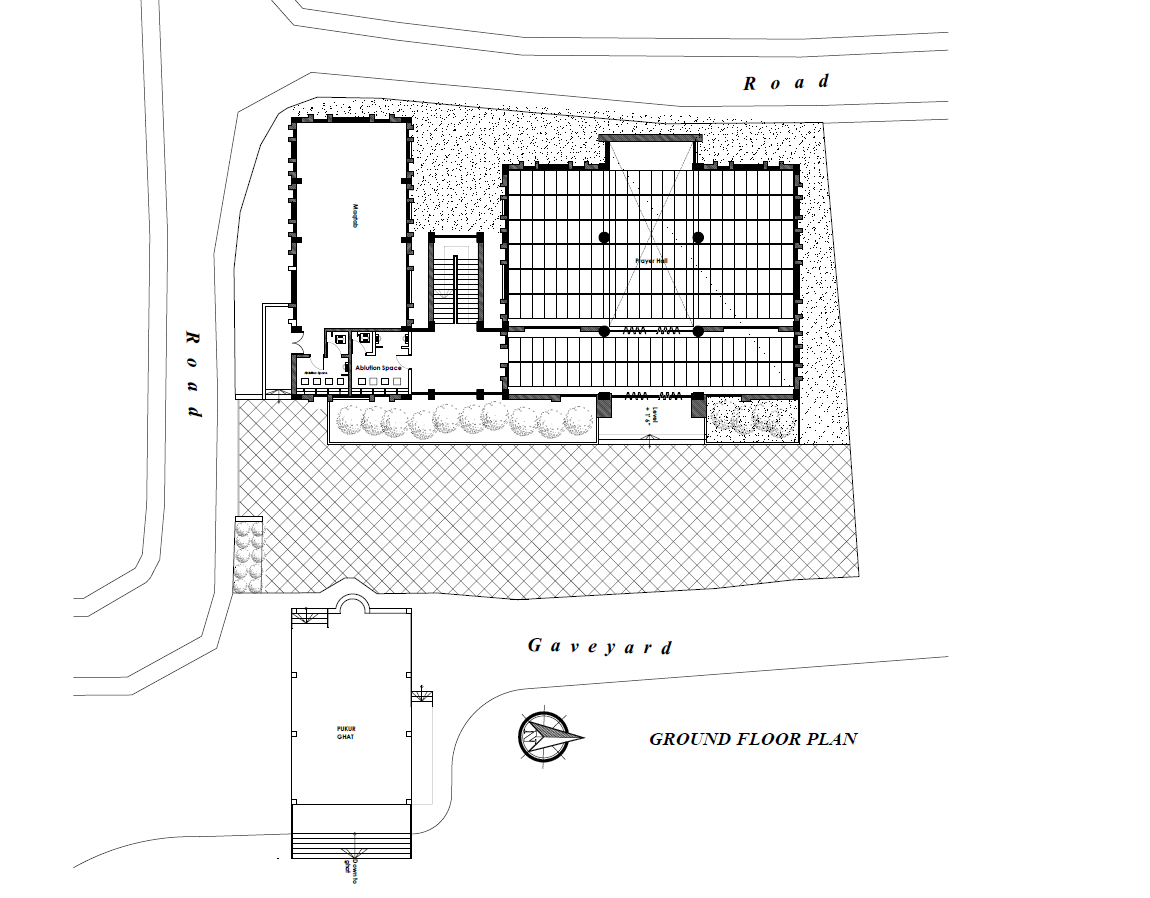 Road
Maqtab
Prayer Hall
Road
Ablution Space
Ablution Space
Level
+ 1'- 6"
Gaveyard
PUKUR
GHAT
N
GROUND FLOOR PLAN
Down to
ghat